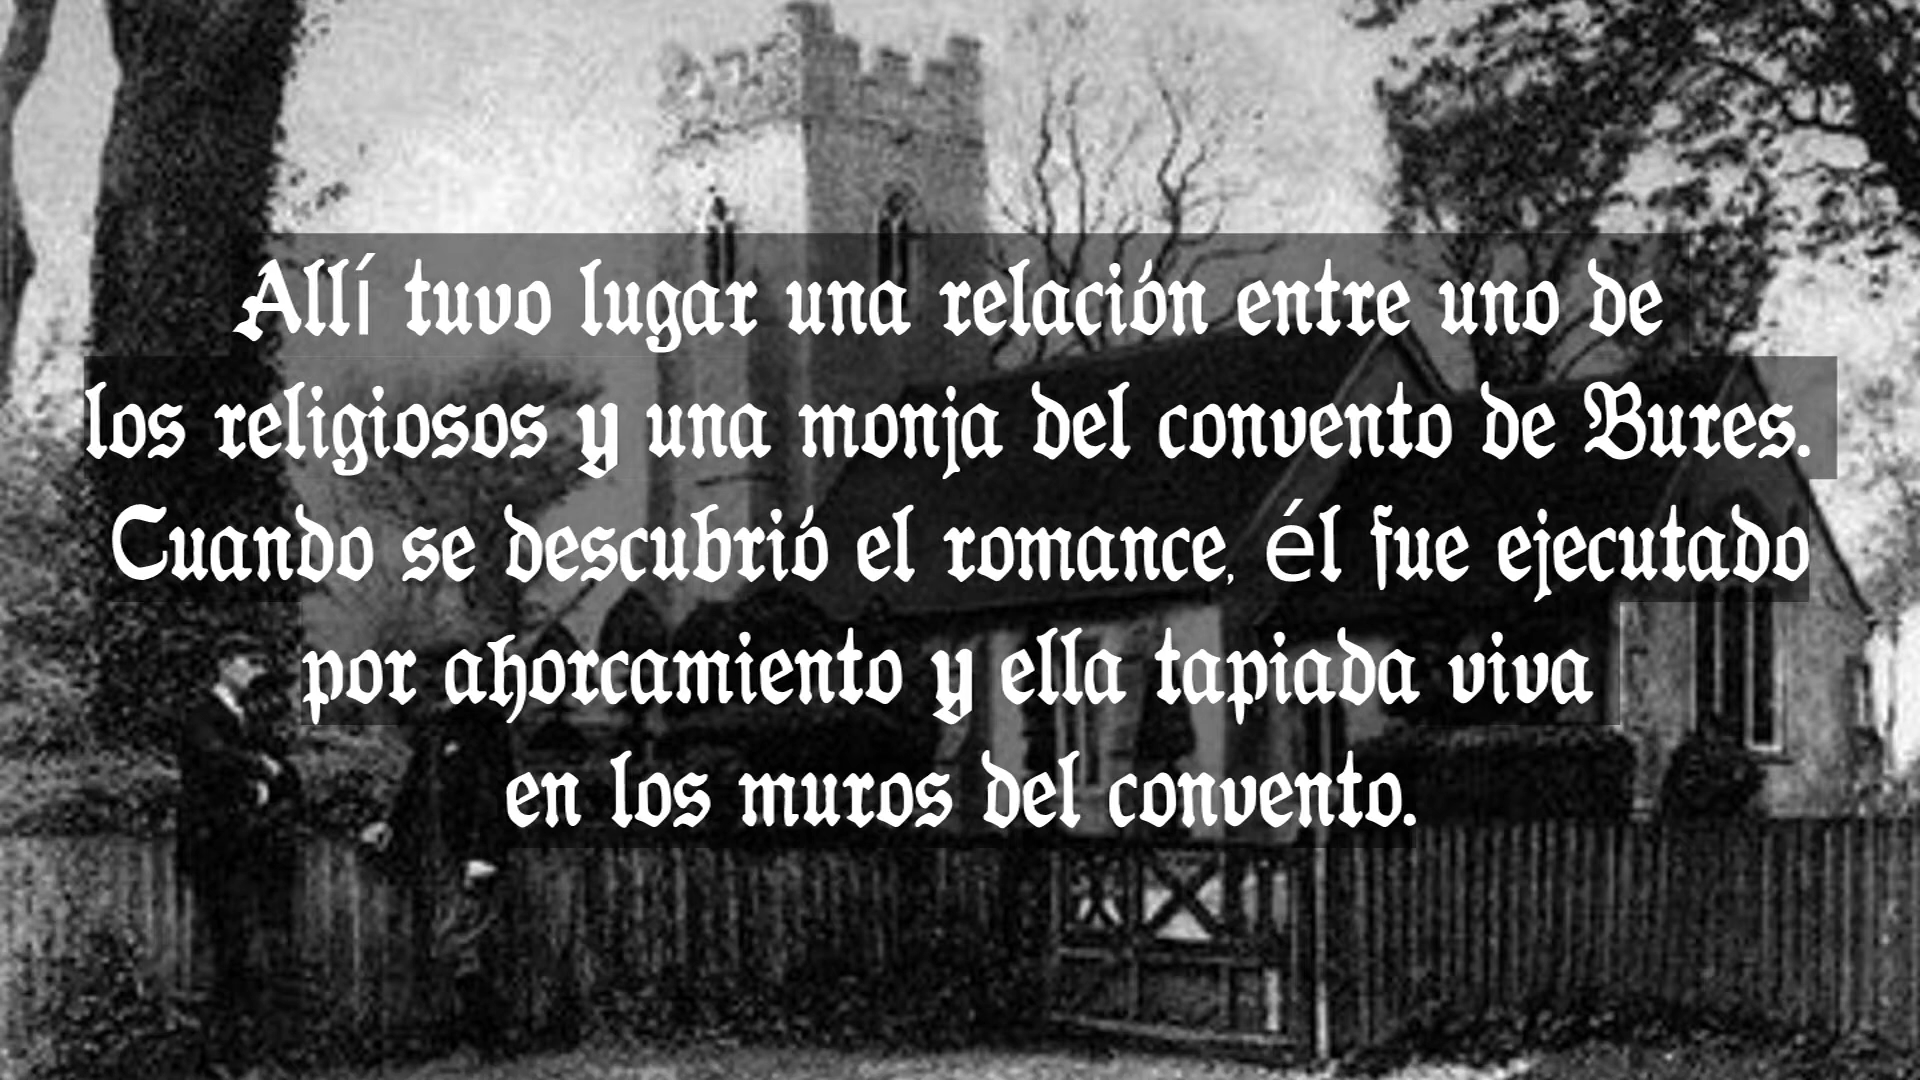 Allí tuvo lugar una relación entre uno de
los religiosos y una monja del convento de Bures.
Cuando se descubrió el romance, él fue ejecutado
por ahorcamiento y ella tapiada viva
en los muros del convento.